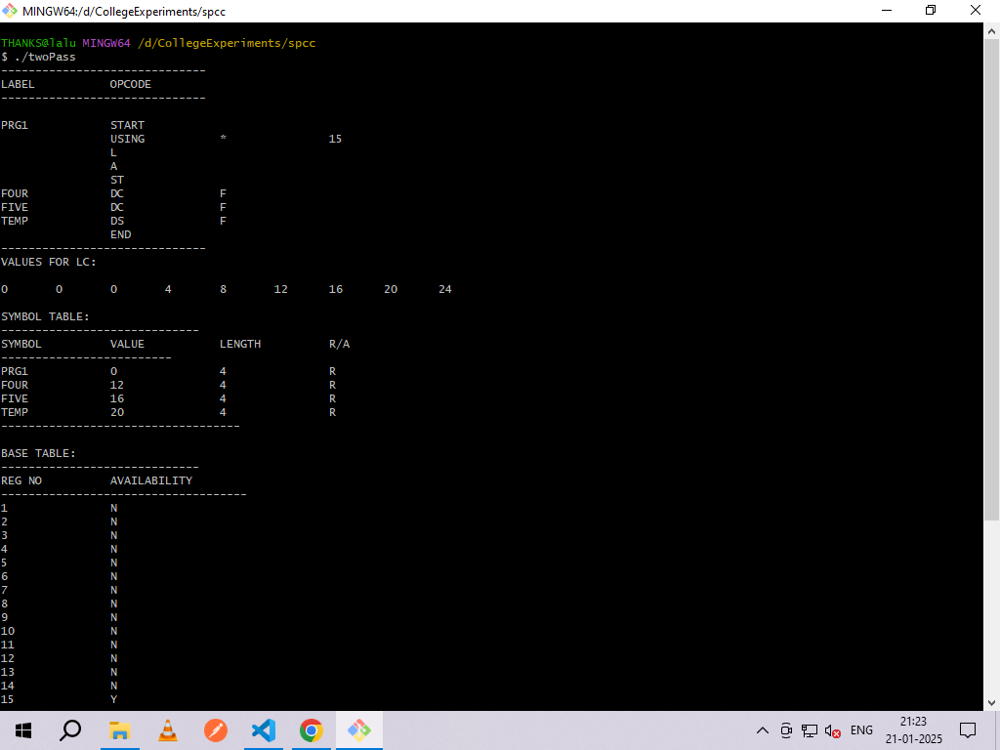 MINGW64:/d/CollegeExperiments/spcc
THANKS@lalu MINGW64 /d/CollegeExperiments/spcc
$ ./twoPass
------------------------------
LABEL OPCODE
------------------------------
PRG1 START
USING * 15
L
A
ST
FOUR DC F
FIVE DC F
TEMP DS F
END
------------------------------
VALUES FOR LC:
0 0 0 4 8 12 16 20 24
SYMBOL TABLE:
-----------------------------
SYMBOL VALUE LENGTH R/A
-------------------------
PRG1 0 4 R
FOUR 12 4 R
FIVE 16 4 R
TEMP 20 4 R
-----------------------------------
BASE TABLE:
-----------------------------
REG NO AVAILABILITY
------------------------------------
1 N
2 N
3 N
4 N
5 N
6 N
7 N
8 N
9 N
10 N
11 N
12 N
13 N
14 N
15 Y
ENG
21:23
21-01-2025